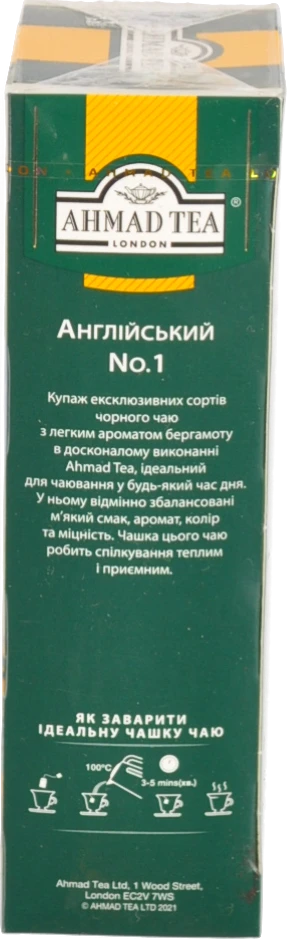 AHMAD TEA L
AHMAD TEA®
LONDON
Англійський
No.1
Купаж ексклюзивних сортів
чорного чаю
з легким ароматом бергамоту
в досконалому виконанні
Ahmad Tea, ідеальний
для чаювання у будь-який час дня.
У ньому відмінно збалансовані
м'який смак, аромат, колір
та міцність. Чашка цього чаю
робить спілкування теплим
і приємним.
ЯК ЗАВАРИТИ
ІДЕАЛЬНУ ЧАШКУ ЧАЮ
100°C
3-5 mins(хв.)
Ahmad Tea Ltd, 1 Wood Street,
London EC2V 7WS
© AHMAD TEA LTD 2021